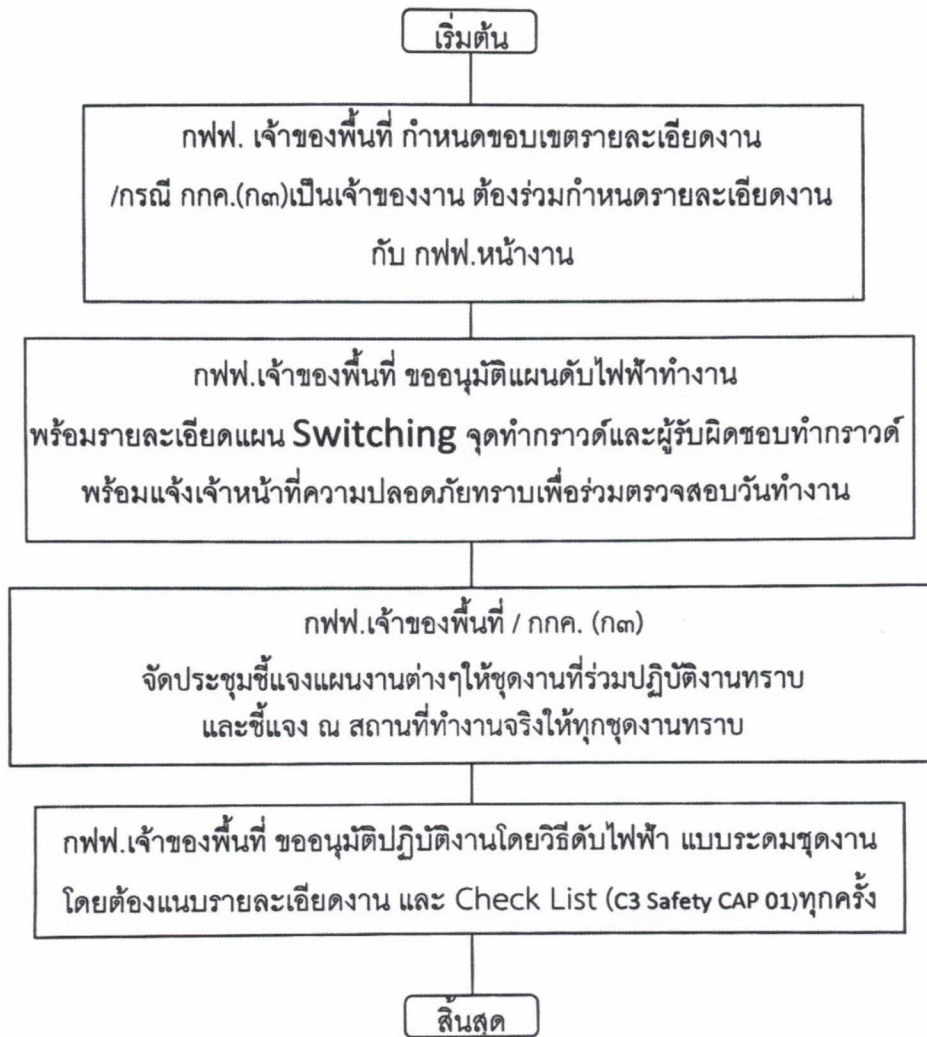 เริ่มต้น
กฟฟ. เจ้าของพื้นที่ กำหนดขอบเขตรายละเอียดงาน
/กรณี กกค.(ก๓)เป็นเจ้าของงาน ต้องร่วมกำหนดรายละเอียดงาน
กับ กฟฟ.หน้างาน
กฟฟ.เจ้าของพื้นที่ ขออนุมัติแผนดับไฟฟ้าทำงาน
พร้อมรายละเอียดแผน Switching จุดทำกราวด์และผู้รับผิดชอบทำกราวด์
พร้อมแจ้งเจ้าหน้าที่ความปลอดภัยทราบเพื่อร่วมตรวจสอบวันทำงาน
กฟฟ.เจ้าของพื้นที่ / กกค. (ก๓)
จัดประชุมชี้แจงแผนงานต่างๆให้ชุดงานที่ร่วมปฏิบัติงานทราบ
และชี้แจง ณ สถานที่ทำงานจริงให้ทุกชุดงานทราบ
กฟฟ.เจ้าของพื้นที่ ขออนุมัติปฏิบัติงานโดยวิธีดับไฟฟ้า แบบระดมชุดงาน
โดยต้องแนบรายละเอียดงาน และ Check List (C3 Safety CAP 01)ทุกครั้ง
สิ้นสุด